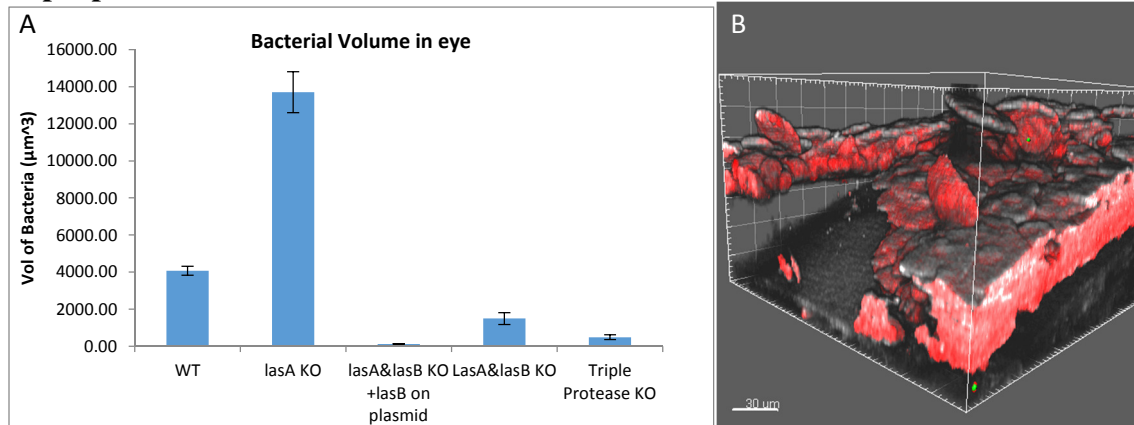 A
Bacterial Volume in eye
Vol of Bacteria (µm^3)
16000.00
14000.00
12000.00
10000.00
8000.00
6000.00
4000.00
2000.00
0.00
WT
lasA KO
lasA&lasB KO
+lasB on
plasmid
LasA&lasB KO
Triple
Protease KO
B
30 um